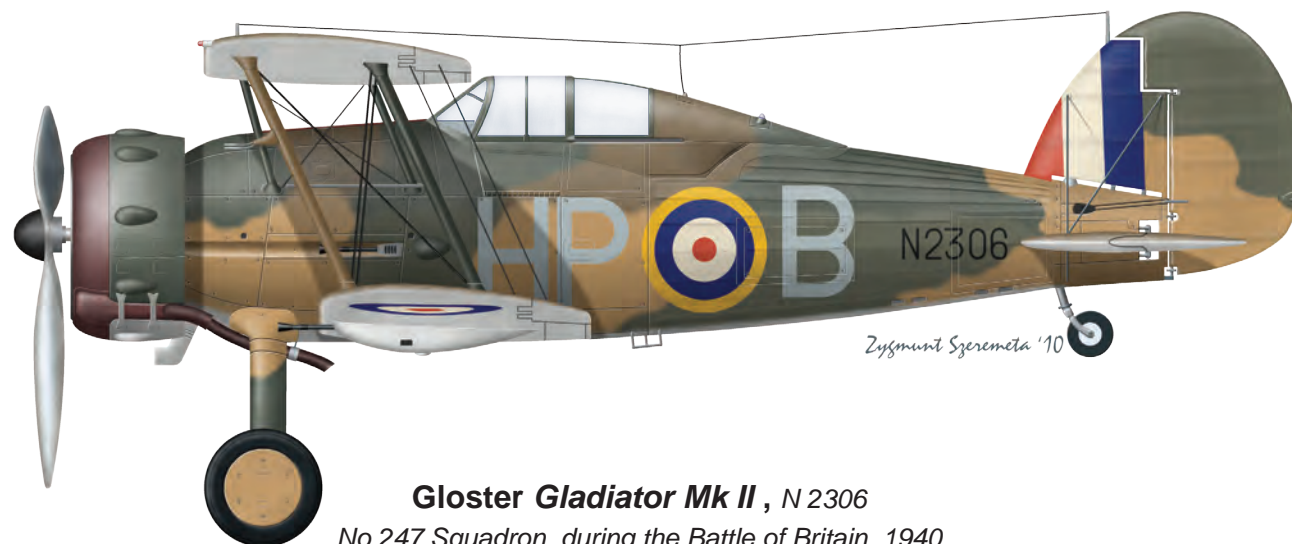 HP B
N2306
Zygmunt Szeremeta '10
Gloster Gladiator Mk II , N 2306
No 247 Squadron, during the Battle of Britain, 1940